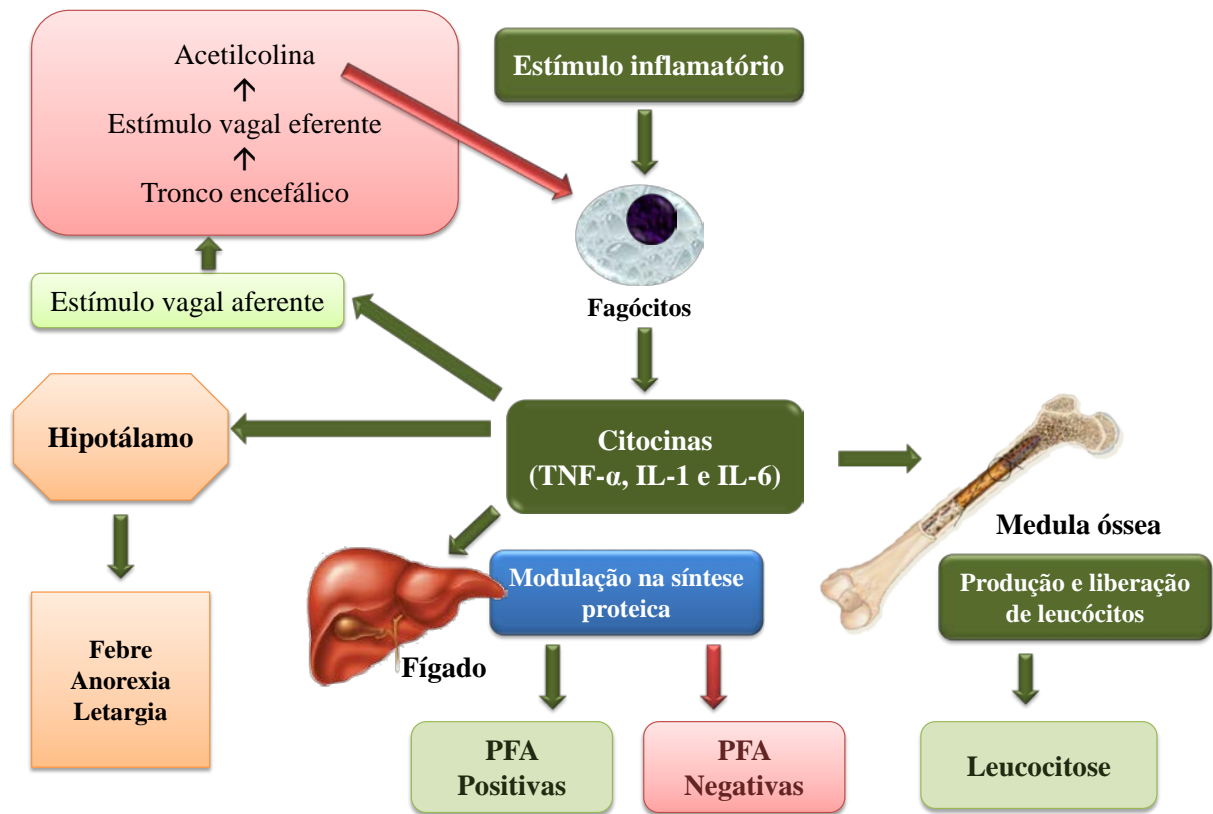 Acetilcolina
↑
Estímulo vagal eferente
↑
Tronco encefálico
Estímulo vagal aferente
Estímulo inflamatório
Fagócitos
Citocinas
(TNF-α, IL-1 e IL-6)
Hipotálamo
Febre
Anorexia
Letargia
Fígado
Modulação na síntese
proteica
PFA
Positivas
PFA
Negativas
Medula óssea
Produção e liberação
de leucócitos
Leucocitose